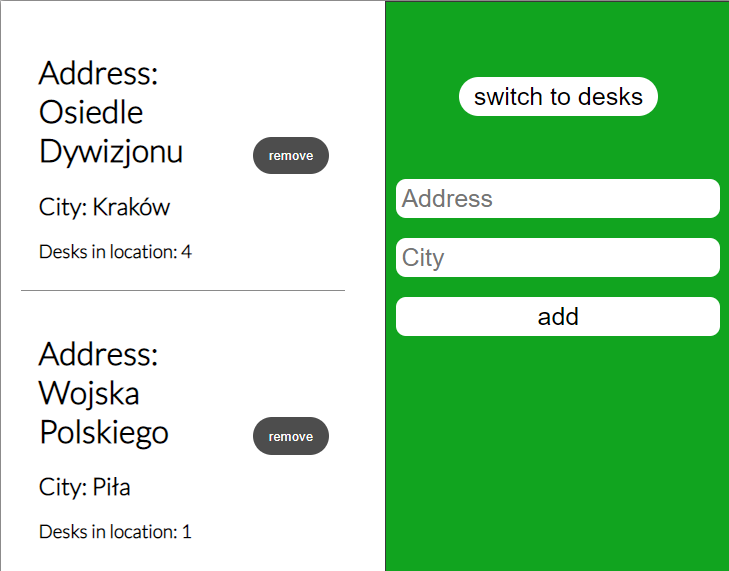 Address:
Osiedle
Dywizjonu
remove
City: Kraków
Desks in location: 4
Address:
Wojska
Polskiego
remove
City: Piła
Desks in location: 1
switch to desks
Address
City
add